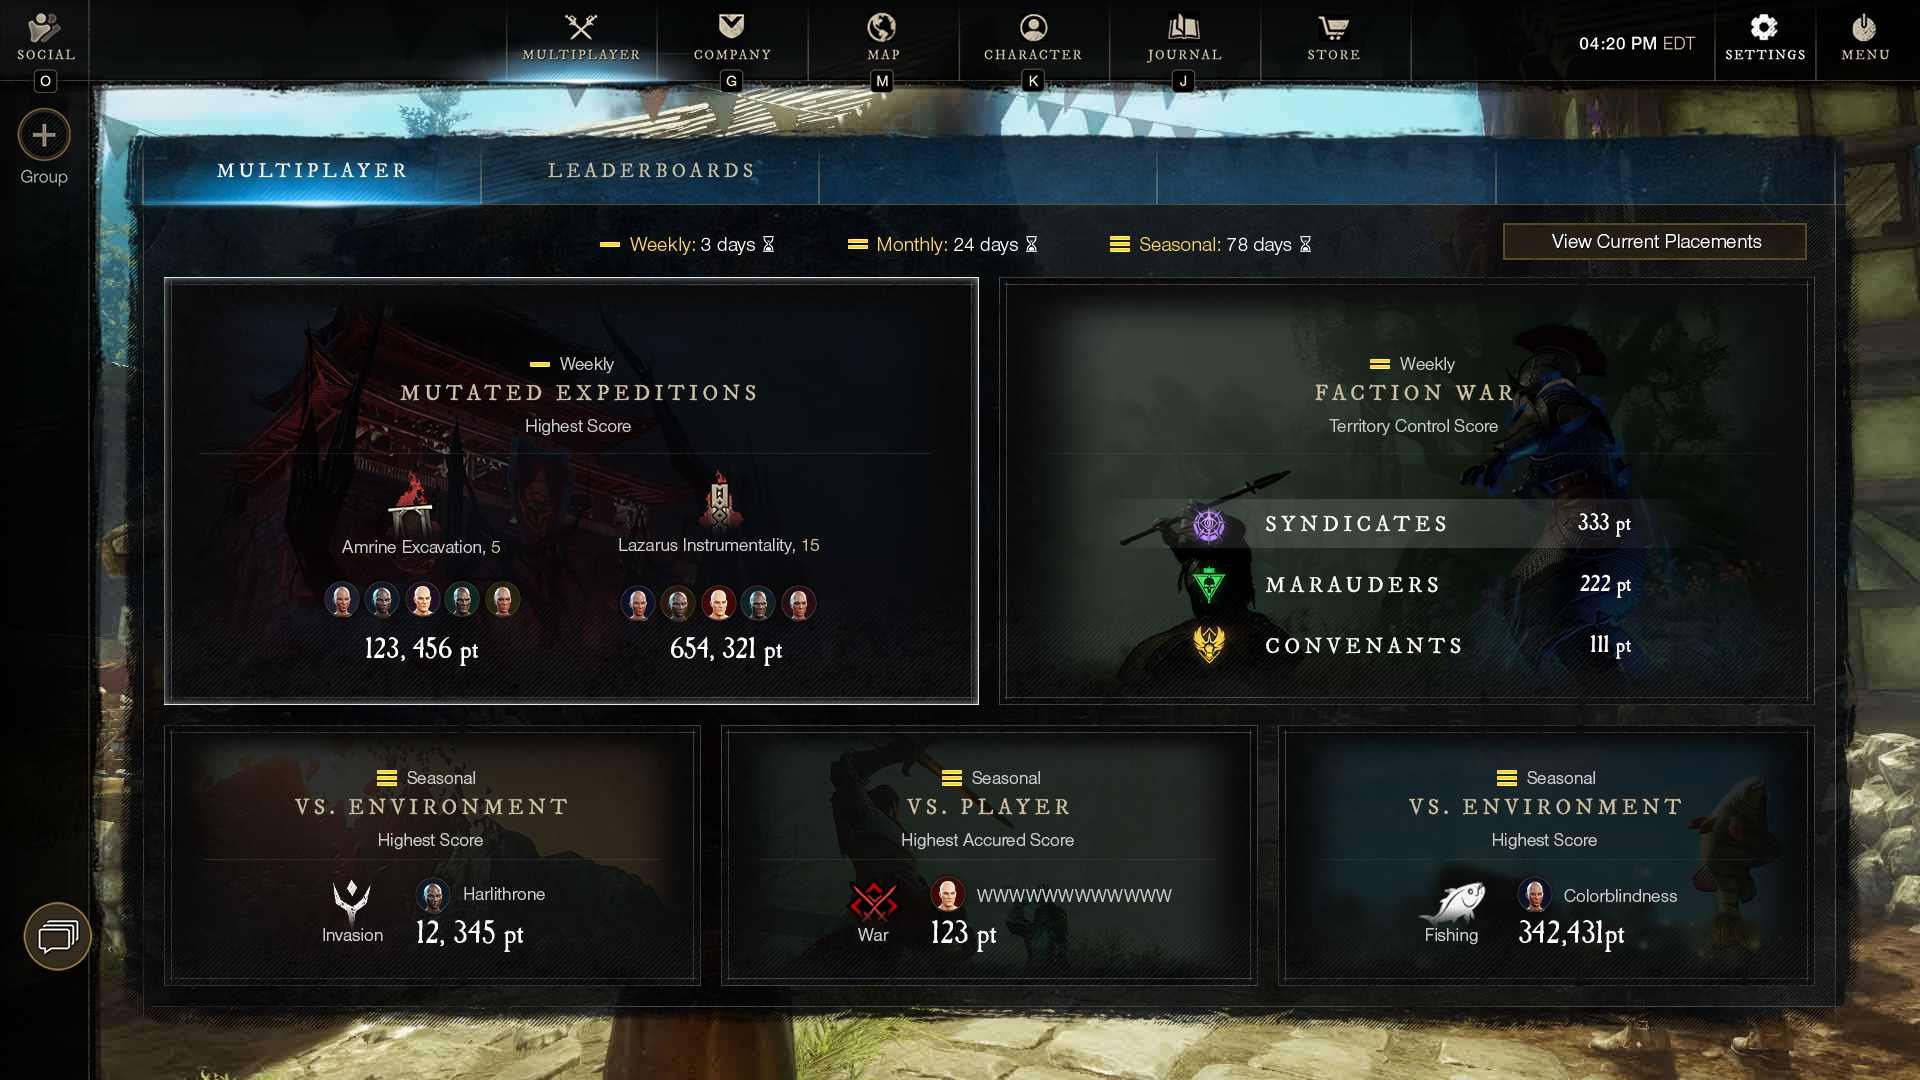 SOCIAL
O
MULTIPLAYER
COMPANY
G
MAP
M
CHARACTER
K
JOURNAL
J
STORE
04:20 PM EDT
SETTINGS
MENU
Group
MULTIPLAYER
LEADERBOARDS
Weekly: 3 days
Monthly: 24 days
Seasonal: 78 days
View Current Placements
Weekly
MUTATED EXPEDITIONS
Highest Score
Amrine Excavation, 5
Lazarus Instrumentality, 15
123, 456 pt
654, 321 pt
Weekly
FACTION WAR
Territory Control Score
SYNDICATES 333 pt
MARAUDERS 222 pt
CONVENANTS 111 pt
Seasonal
VS. ENVIRONMENT
Highest Score
Invasion
Harlithrone
12, 345 pt
Seasonal
VS. PLAYER
Highest Accured Score
War
WWWWWWWWWWWW
123 pt
Seasonal
VS. ENVIRONMENT
Highest Score
Fishing
Colorblindness
342,431pt